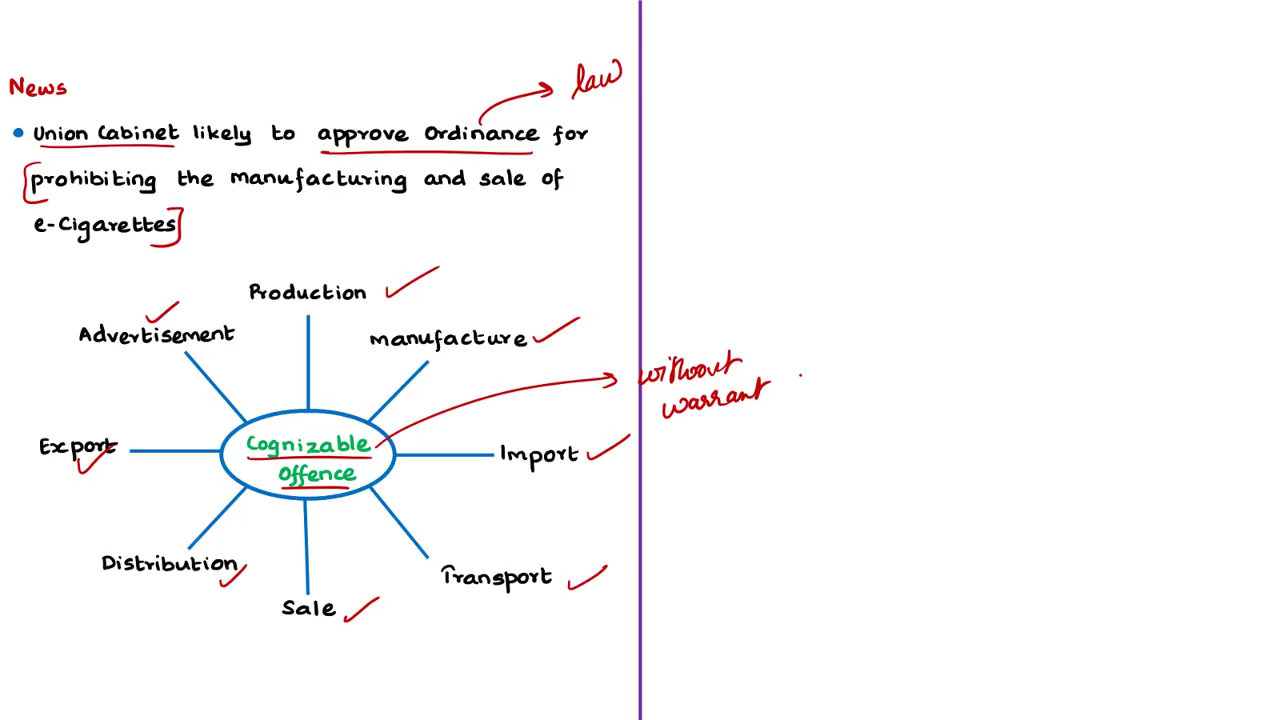 law
News
Union Cabinet likely to approve Ordinance for
prohibiting the manufacturing and sale of
e-Cigarettes
Production
Advertisement
manufacture
without
warrant
Export
Cognizable
Offence
Import
Distribution
Transport
Sale